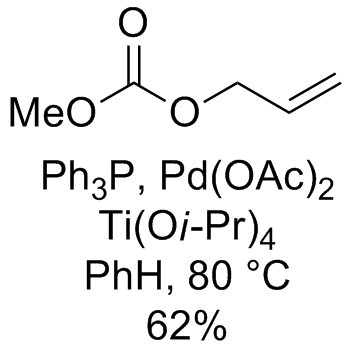 O
MeO O
Ph₃P, Pd(OAc)₂
Ti(Oi-Pr)₄
PhH, 80 °C
62%